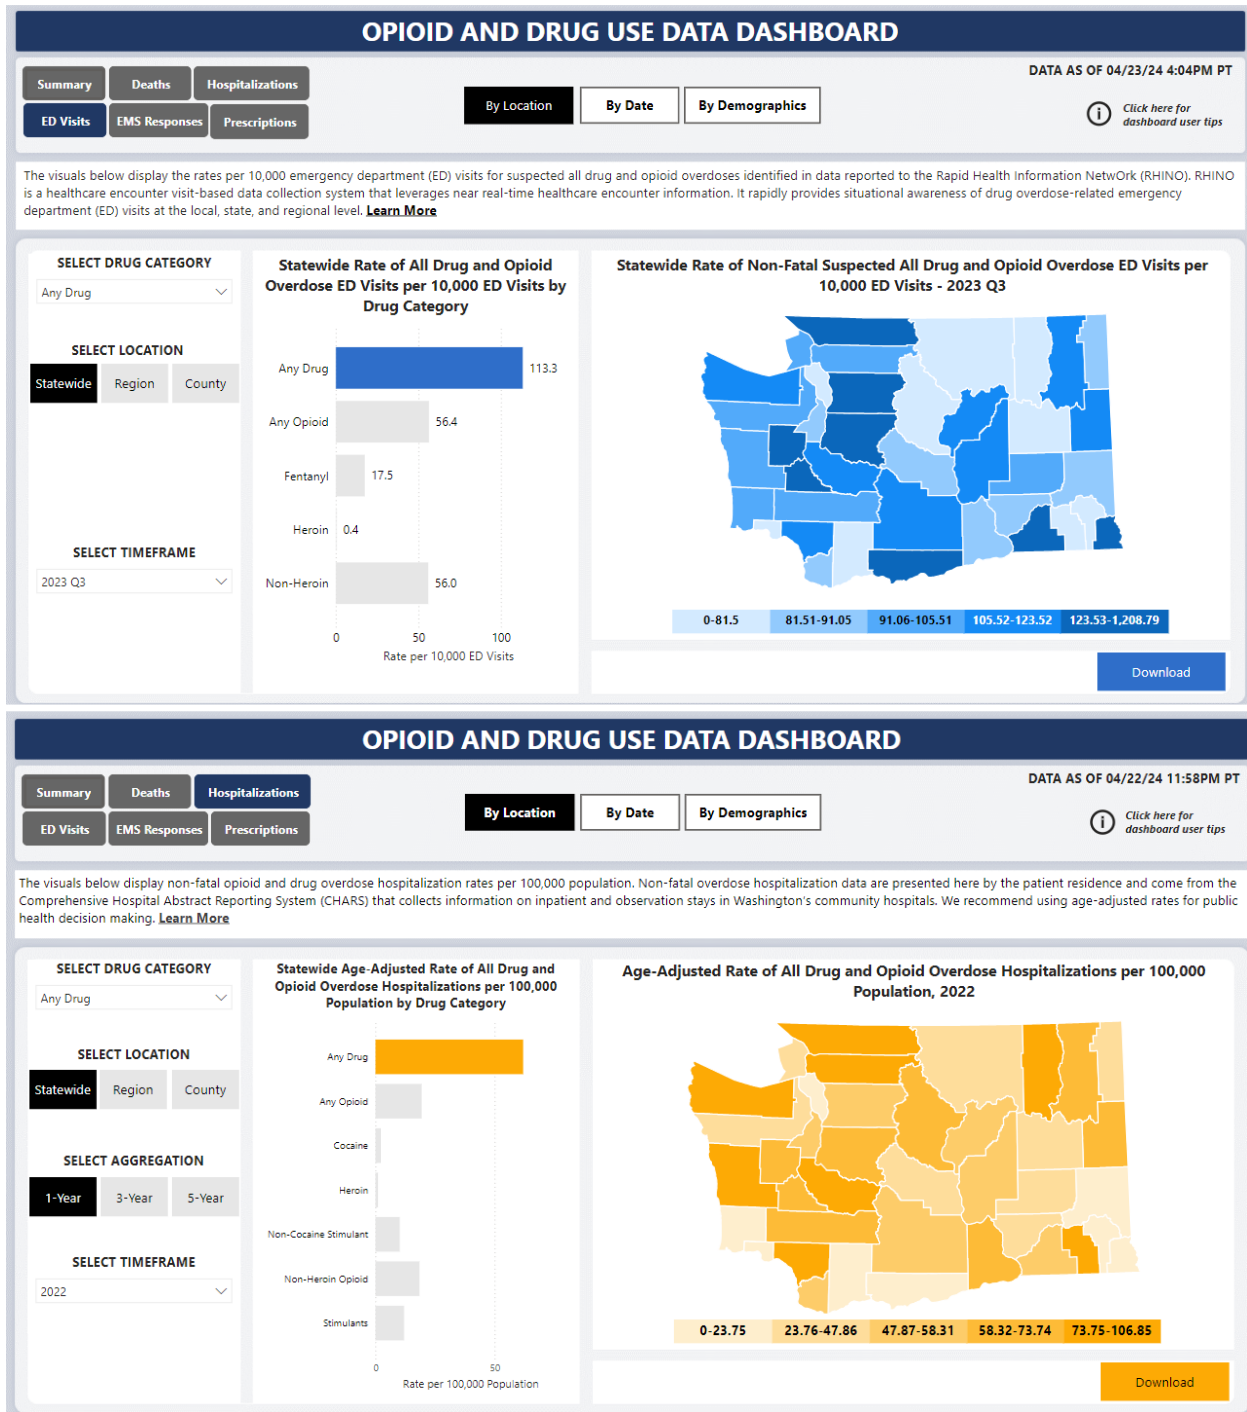 OPIOID AND DRUG USE DATA DASHBOARD
DATA AS OF 04/23/24 4:04PM PT
Summary
Deaths
Hospitalizations
ED Visits
EMS Responses
Prescriptions
By Location
By Date
By Demographics
Click here for
dashboard user tips
The visuals below display the rates per 10,000 emergency department (ED) visits for suspected all drug and opioid overdoses identified in data reported to the Rapid Health Information NetwOrk (RHINO). RHINO
is a healthcare encounter visit-based data collection system that leverages near real-time healthcare encounter information. It rapidly provides situational awareness of drug overdose-related emergency
department (ED) visits at the local, state, and regional level. Learn More
SELECT DRUG CATEGORY
Any Drug
SELECT LOCATION
Statewide
Region
County
SELECT TIMEFRAME
2023 Q3
Statewide Rate of All Drug and Opioid
Overdose ED Visits per 10,000 ED Visits by
Drug Category
Any Drug
113.3
Any Opioid
56.4
Fentanyl
17.5
Heroin
0.4
Non-Heroin
56.0
0
50
100
Rate per 10,000 ED Visits
Statewide Rate of Non-Fatal Suspected All Drug and Opioid Overdose ED Visits per
10,000 ED Visits - 2023 Q3
0-81.5
81.51-91.05
91.06-105.51
105.52-123.52
123.53-1,208.79
Download
OPIOID AND DRUG USE DATA DASHBOARD
DATA AS OF 04/22/24 11:58PM PT
Summary
Deaths
Hospitalizations
ED Visits
EMS Responses
Prescriptions
By Location
By Date
By Demographics
Click here for
dashboard user tips
The visuals below display non-fatal opioid and drug overdose hospitalization rates per 100,000 population. Non-fatal overdose hospitalization data are presented here by the patient residence and come from the
Comprehensive Hospital Abstract Reporting System (CHARS) that collects information on inpatient and observation stays in Washington's community hospitals. We recommend using age-adjusted rates for public
health decision making. Learn More
SELECT DRUG CATEGORY
Any Drug
SELECT LOCATION
Statewide
Region
County
SELECT AGGREGATION
1-Year
3-Year
5-Year
SELECT TIMEFRAME
2022
Statewide Age-Adjusted Rate of All Drug and
Opioid Overdose Hospitalizations per 100,000
Population by Drug Category
Any Drug
Any Opioid
Cocaine
Heroin
Non-Cocaine Stimulant
Non-Heroin Opioid
Stimulants
0
50
Rate per 100,000 Population
Age-Adjusted Rate of All Drug and Opioid Overdose Hospitalizations per 100,000
Population, 2022
0-23.75
23.76-47.86
47.87-58.31
58.32-73.74
73.75-106.85
Download